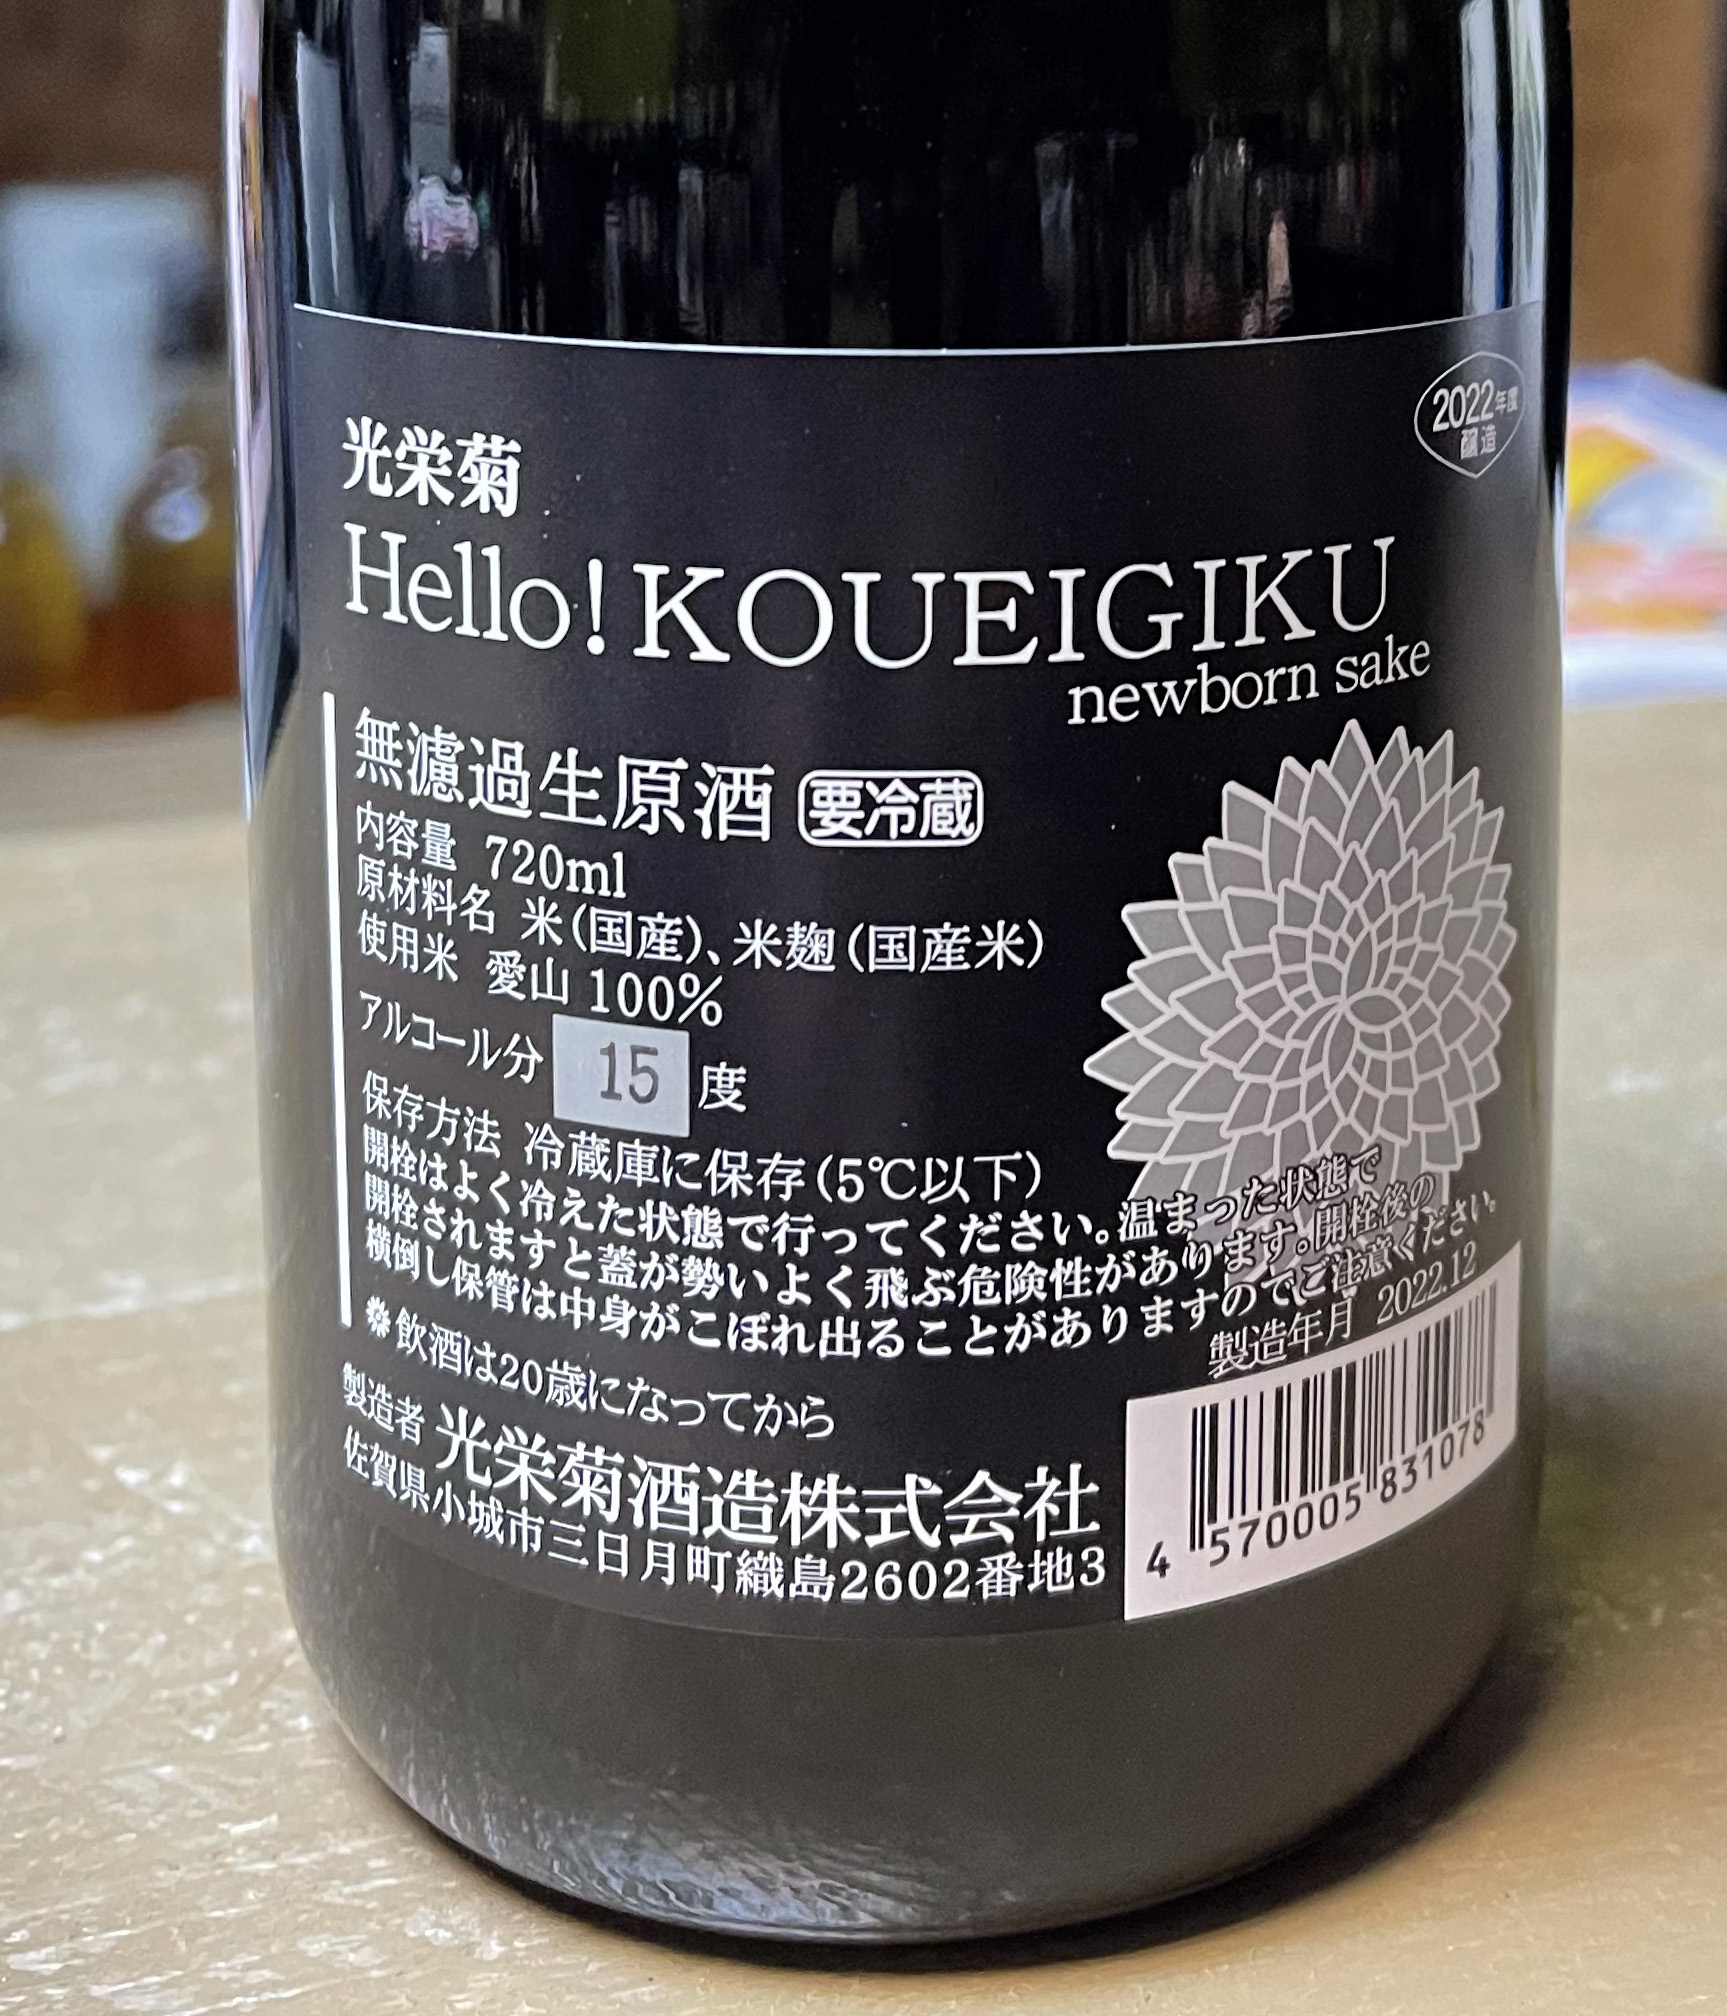 2022年度
醸造
光栄菊
Hello! KOUEIGIKU
newborn sake
無濾過生原酒 要冷蔵
内容量 720ml
原材料名 米(国産)、米麹(国産米)
使用米 愛山 100%
アルコール分 15 度
保存方法 冷蔵庫に保存(5℃以下)
開栓はよく冷えた状態で行ってください。温まった状態で
開栓されますと蓋が勢いよく飛ぶ危険性があります。開栓後の
横倒し保管は中身がこぼれ出ることがありますのでご注意ください。
製造年月 2022.12
❋飲酒は20歳になってから
製造者 光栄菊酒造株式会社
佐賀県小城市三日月町織島2602番地3
4 570005 831078